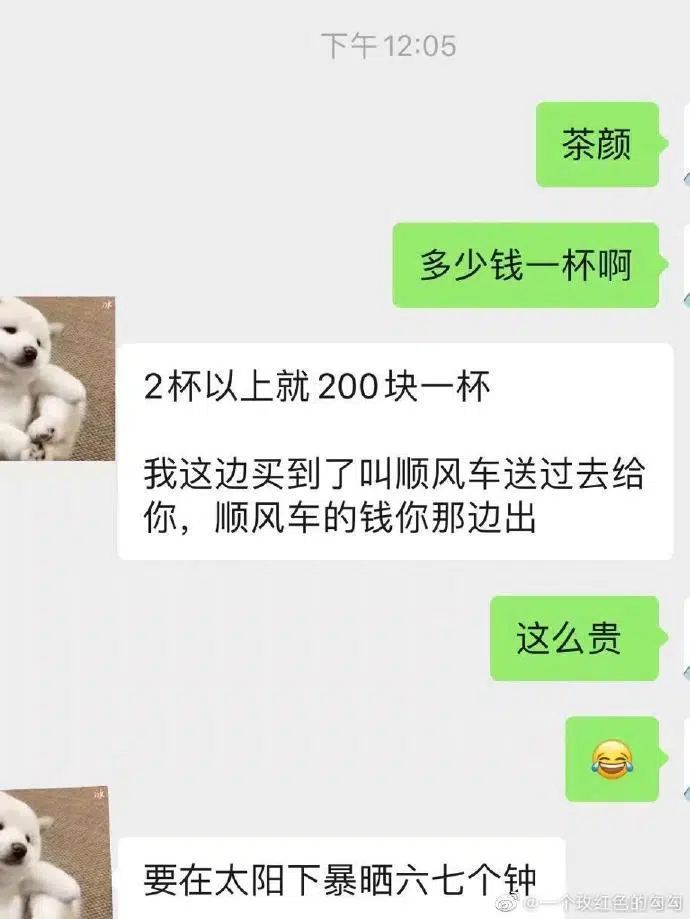 下午12:05
茶颜
多少钱一杯啊
2杯以上就200块一杯
我这边买到了叫顺风车送过去给
你，顺风车的钱你那边出
这么贵
😂
要在太阳下暴晒六七个钟
@一个玫红色的勾勾